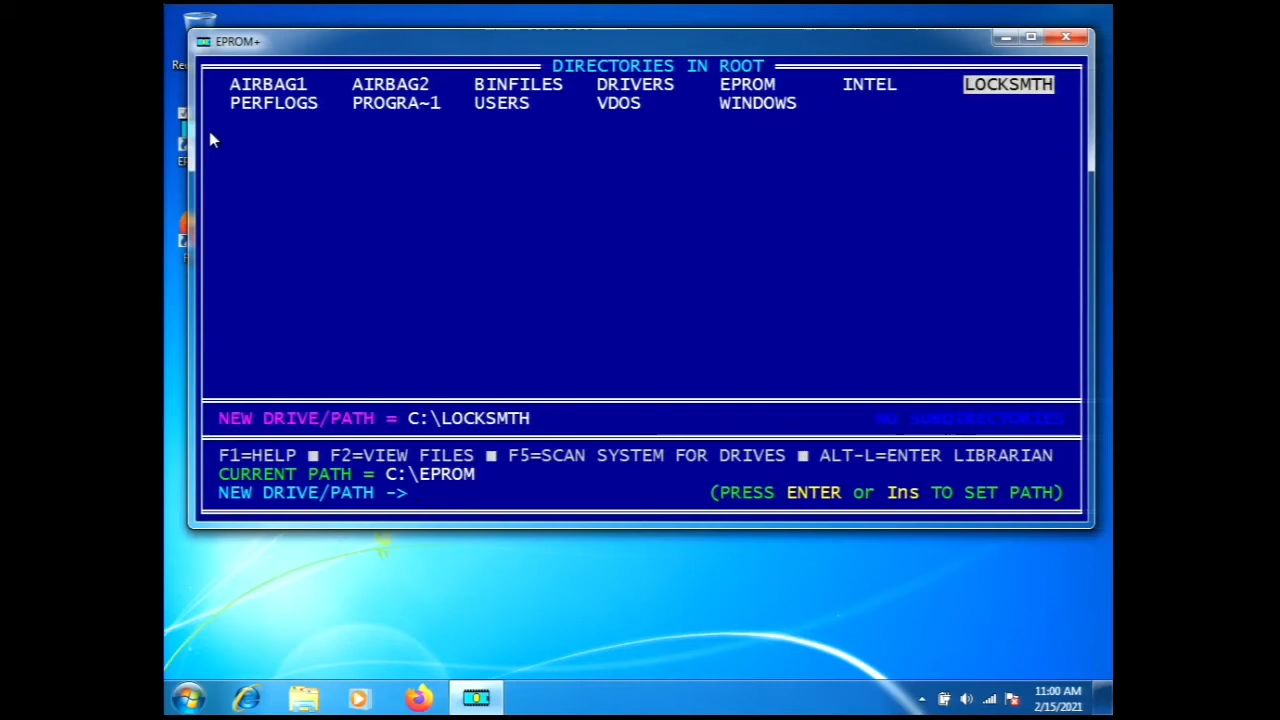 EPROM+
DIRECTORIES IN ROOT
AIRBAG1 AIRBAG2 BINFILES DRIVERS EPROM INTEL LOCKSMTH
PERFLOGS PROGRA~1 USERS VDOS WINDOWS
NEW DRIVE/PATH = C:\LOCKSMTH NO SUBDIRECTORIES
F1=HELP ■ F2=VIEW FILES ■ F5=SCAN SYSTEM FOR DRIVES ■ ALT-L=ENTER LIBRARIAN
CURRENT PATH = C:\EPROM
NEW DRIVE/PATH -> (PRESS ENTER or Ins TO SET PATH)
11:00 AM
2/15/2021